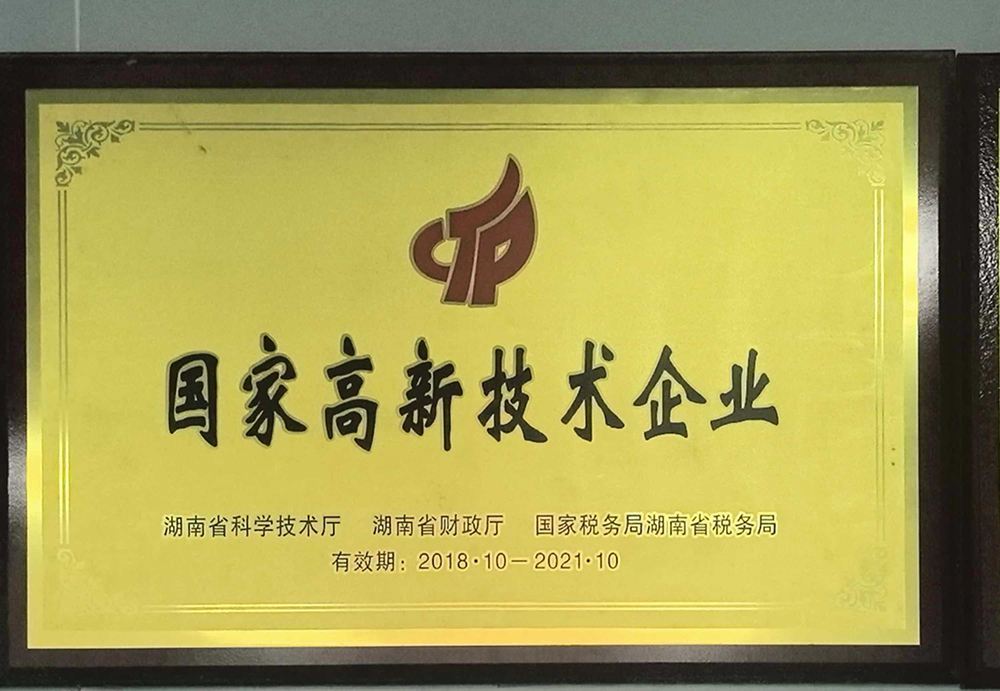 CTP
国家高新技术企业
湖南省科学技术厅 湖南省财政厅 国家税务局湖南省税务局
有效期：2018·10－2021·10